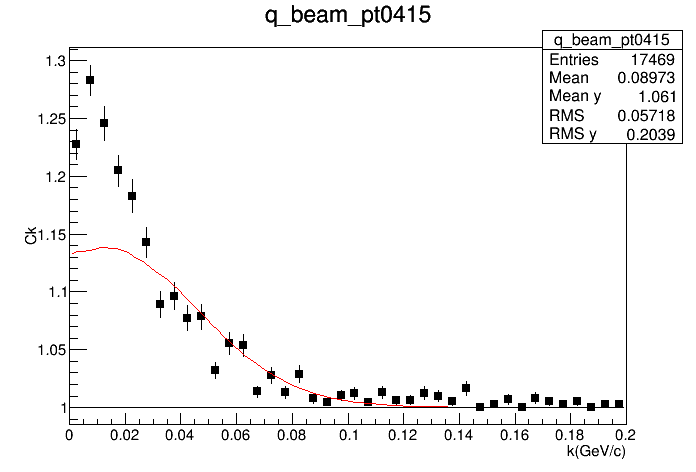 q_beam_pt0415
q_beam_pt0415
Entries 17469
Mean 0.08973
Mean y 1.061
RMS 0.05718
RMS y 0.2039
Ck
1.3
1.25
1.2
1.15
1.1
1.05
1
0 0.02 0.04 0.06 0.08 0.1 0.12 0.14 0.16 0.18 0.2
k(GeV/c)